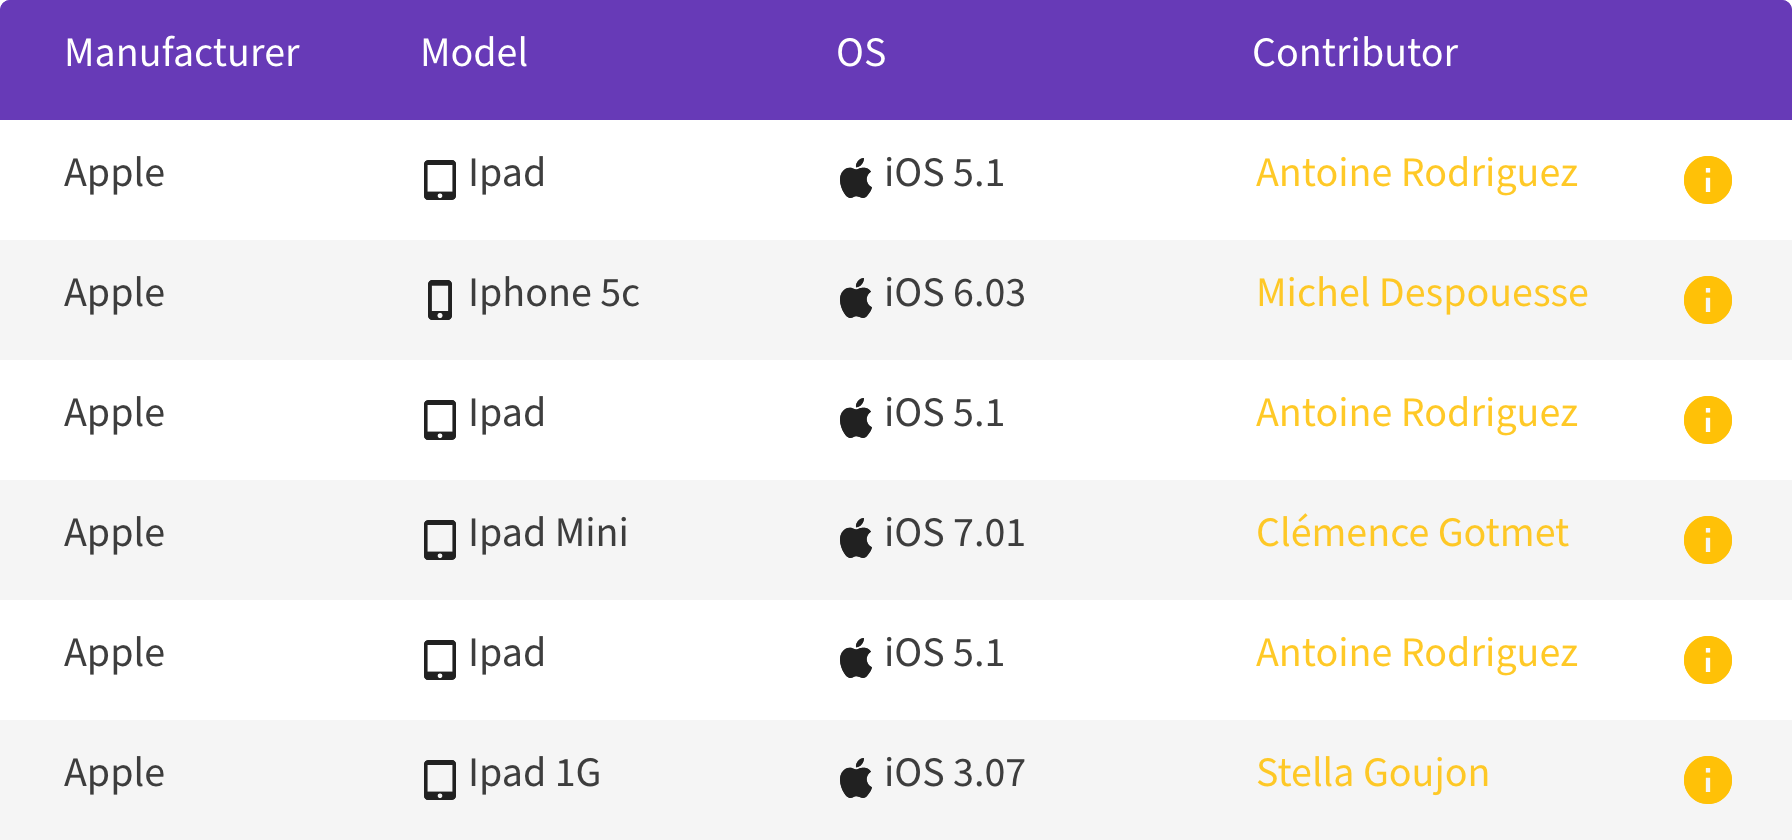 Manufacturer Model OS Contributor
Apple Ipad iOS 5.1 Antoine Rodriguez
Apple Iphone 5c iOS 6.03 Michel Despouesse
Apple Ipad iOS 5.1 Antoine Rodriguez
Apple Ipad Mini iOS 7.01 Clémence Gotmet
Apple Ipad iOS 5.1 Antoine Rodriguez
Apple Ipad 1G iOS 3.07 Stella Goujon